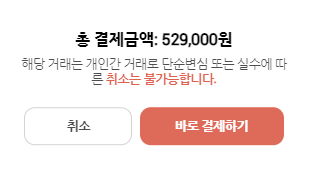 총 결제금액: 529,000원
해당 거래는 개인간 거래로 단순변심 또는 실수에 따
른 취소는 불가능합니다.
취소
바로 결제하기